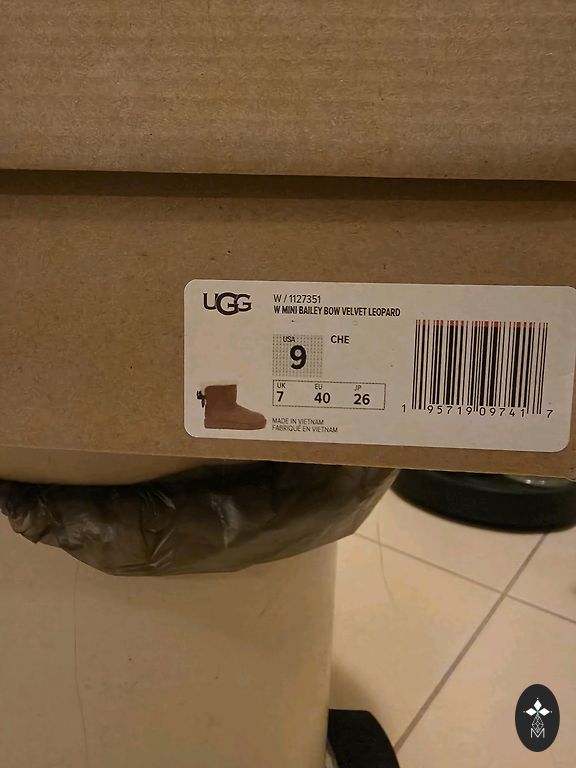 UGG
W / 1127351
W MINI BAILEY BOW VELVET LEOPARD
USA
9
CHE
UK EU JP
7 40 26
MADE IN VIETNAM
FABRIQUÉ EN VIETNAM
1 95719 09741 7
M